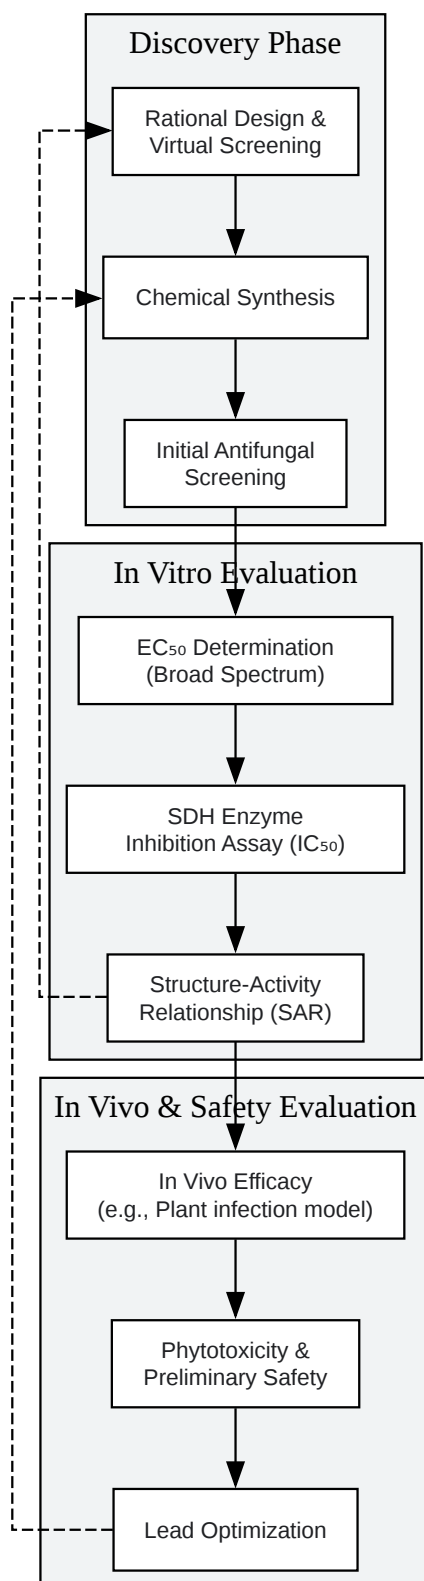 Discovery Phase
Rational Design &
Virtual Screening
Chemical Synthesis
Initial Antifungal
Screening
In Vitro Evaluation
EC₅₀ Determination
(Broad Spectrum)
SDH Enzyme
Inhibition Assay (IC₅₀)
Structure-Activity
Relationship (SAR)
In Vivo & Safety Evaluation
In Vivo Efficacy
(e.g., Plant infection model)
Phytotoxicity &
Preliminary Safety
Lead Optimization